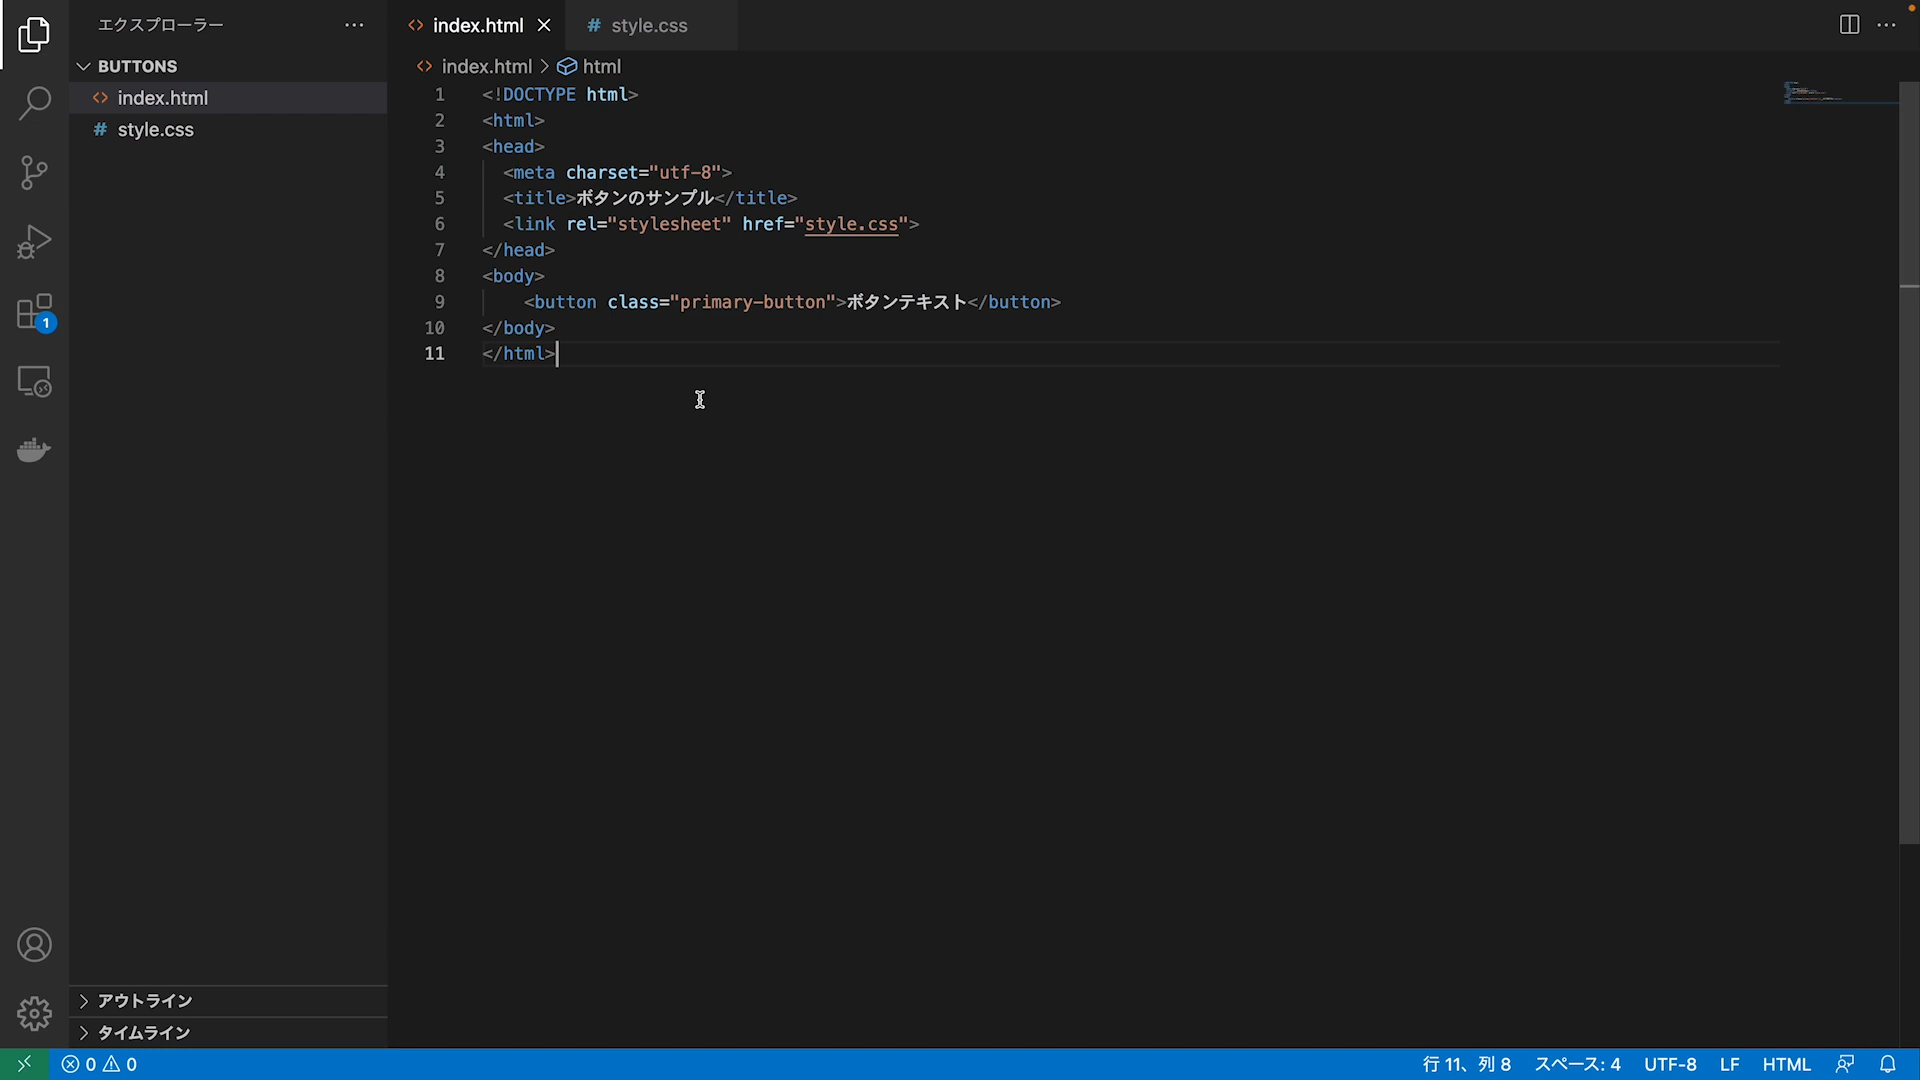 エクスプローラー
BUTTONS
index.html
style.css
アウトライン
タイムライン
index.html
style.css
index.html > html
1 <!DOCTYPE html>
2 <html>
3 <head>
4 <meta charset="utf-8">
5 <title>ボタンのサンプル</title>
6 <link rel="stylesheet" href="style.css">
7 </head>
8 <body>
9 <button class="primary-button">ボタンテキスト</button>
10 </body>
11 </html>
1
0 0
行 11、列 8 スペース: 4 UTF-8 LF HTML